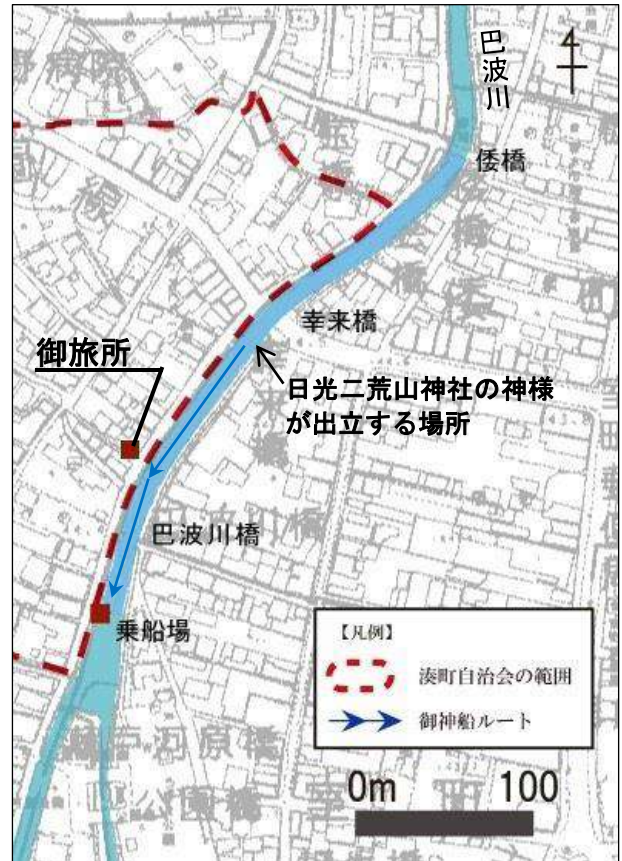 巴波川
倭橋
幸来橋
御旅所
日光二荒山神社の神様
が出立する場所
巴波川橋
乗船場
【凡例】
湊町自治会の範囲
御神船ルート
0m 100